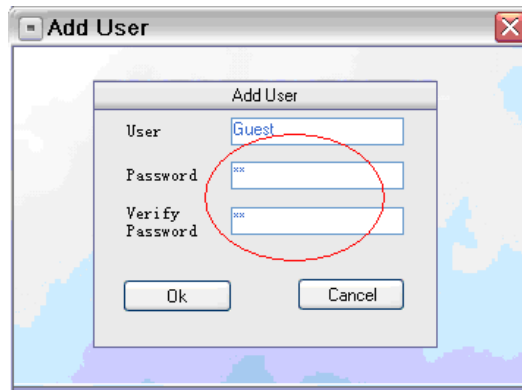 Add User
Add User
User
Guest
Password
**
Verify
Password
**
Ok
Cancel